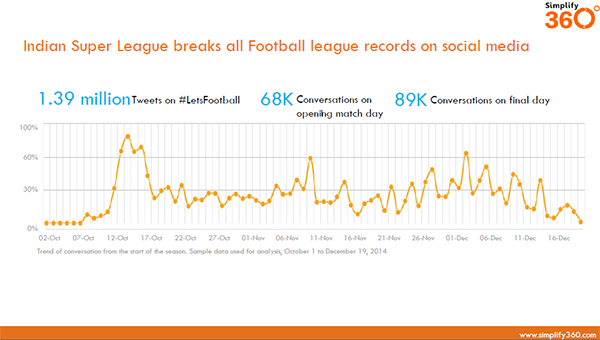 Simplify
360°
Indian Super League breaks all Football league records on social media
1.39 million Tweets on #LetsFootball
68K Conversations on
opening match day
89K Conversations on final day
100%
60%
30%
0%
02-Oct 07-Oct 12-Oct 17-Oct 22-Oct 27-Oct 01-Nov 06-Nov 11-Nov 16-Nov 21-Nov 26-Nov 01-Dec 06-Dec 11-Dec 16-Dec
Trend of conversation from the start of the season. Sample data used for analysis, October 1 to December 19, 2014
www.simplify360.com